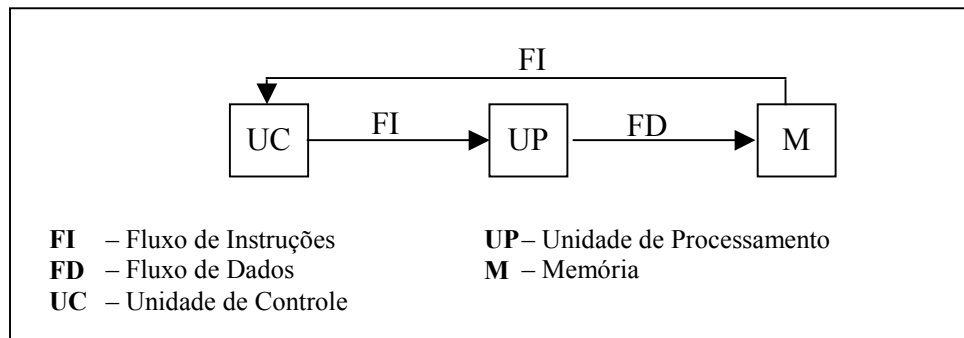 FI
UC FI UP FD M
FI – Fluxo de Instruções UP – Unidade de Processamento
FD – Fluxo de Dados M – Memória
UC – Unidade de Controle